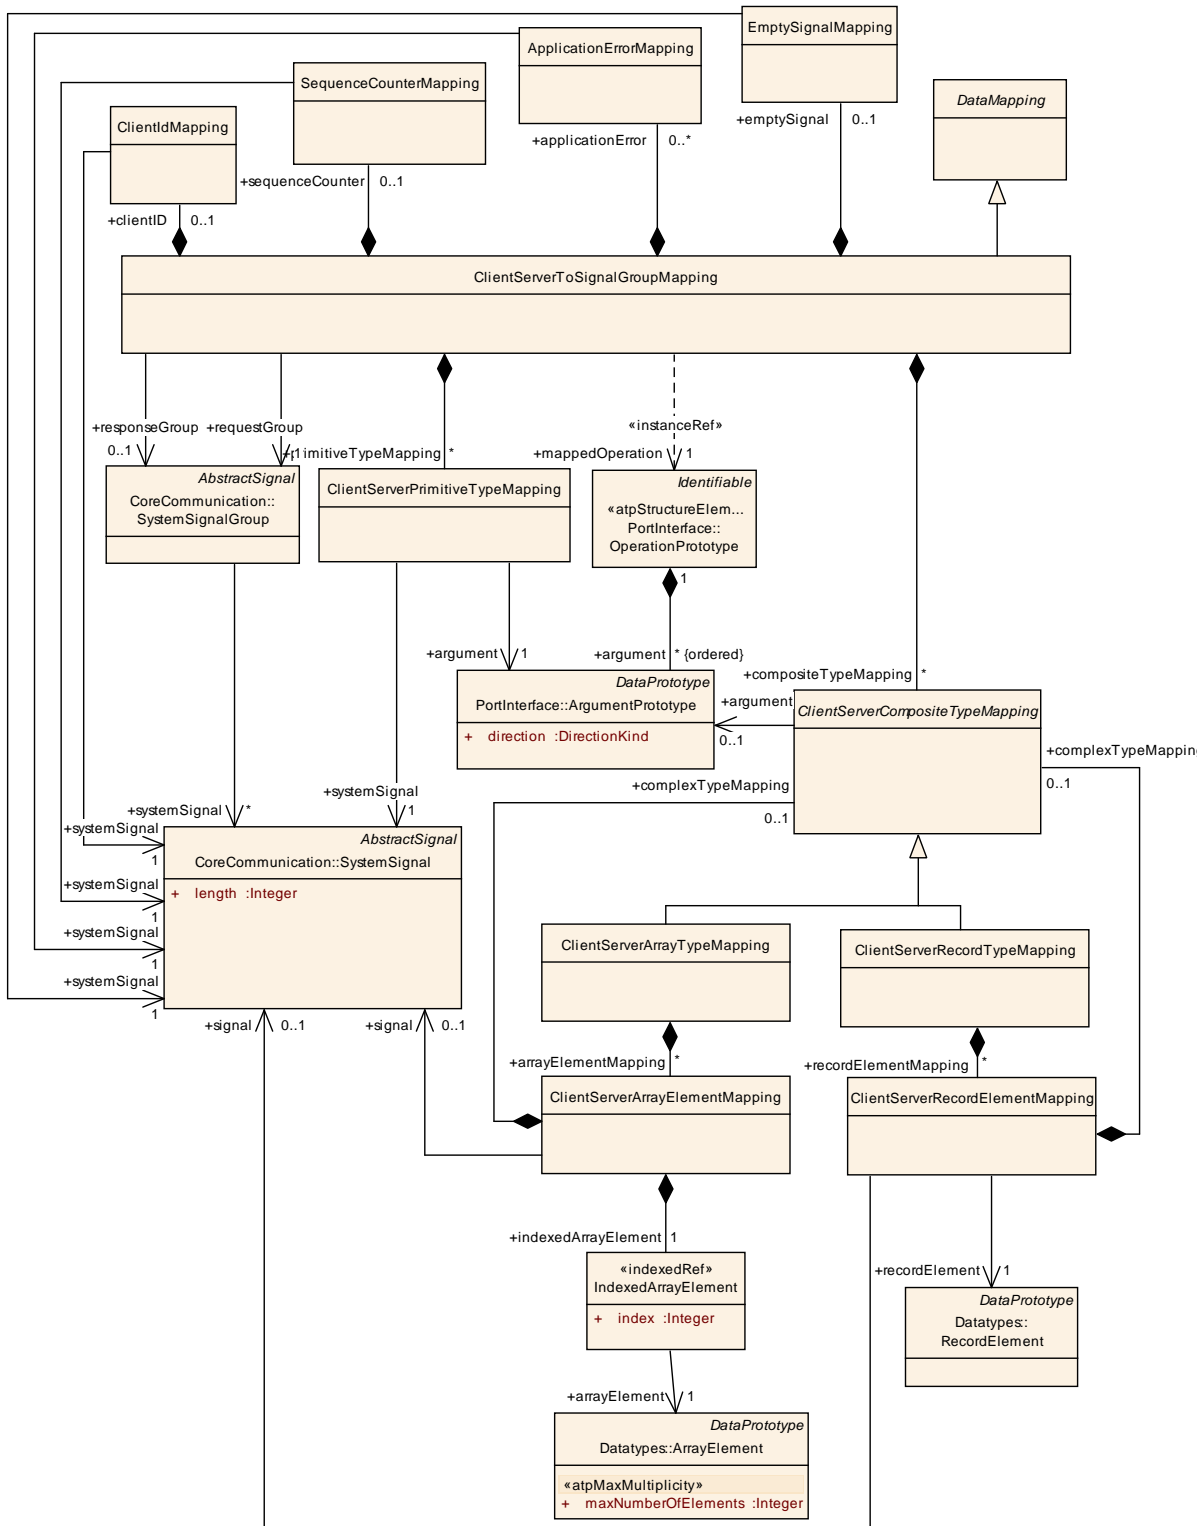 EmptySignalMapping
ApplicationErrorMapping
SequenceCounterMapping
DataMapping
ClientIdMapping
+emptySignal 0..1
+applicationError 0..*
+sequenceCounter 0..1
+clientID 0..1
ClientServerToSignalGroupMapping
+responseGroup +requestGroup
«instanceRef»
0..1
1
+primitiveTypeMapping *
+mappedOperation 1
AbstractSignal
CoreCommunication::
SystemSignalGroup
ClientServerPrimitiveTypeMapping
Identifiable
«atpStructureElem...
PortInterface::
OperationPrototype
1
+argument 1
+argument * {ordered}
+compositeTypeMapping *
DataPrototype
PortInterface::ArgumentPrototype
+ direction :DirectionKind
+argument
0..1
ClientServerCompositeTypeMapping
+complexTypeMapping
0..1
+complexTypeMapping
0..1
+systemSignal *
+systemSignal
1
+systemSignal
1
+systemSignal
1
+systemSignal
1
+systemSignal
1
AbstractSignal
CoreCommunication::SystemSignal
+ length :Integer
ClientServerArrayTypeMapping
ClientServerRecordTypeMapping
+signal 0..1
+signal 0..1
+arrayElementMapping *
+recordElementMapping *
ClientServerArrayElementMapping
ClientServerRecordElementMapping
+indexedArrayElement 1
«indexedRef»
IndexedArrayElement
+ index :Integer
+recordElement 1
DataPrototype
Datatypes::
RecordElement
+arrayElement 1
DataPrototype
Datatypes::ArrayElement
«atpMaxMultiplicity»
+ maxNumberOfElements :Integer